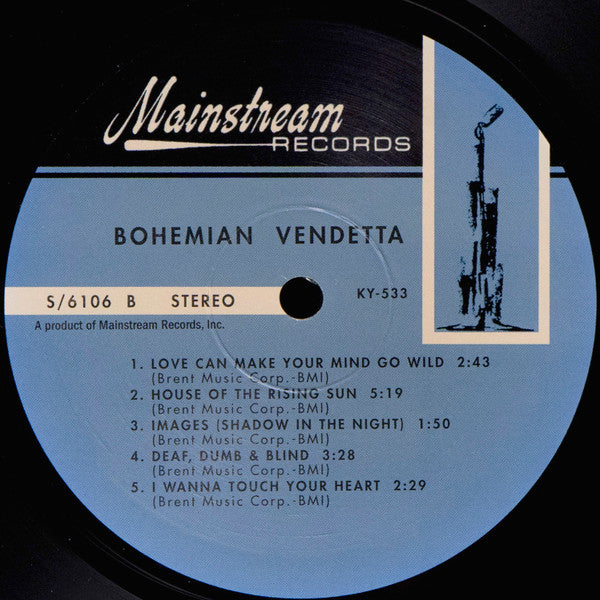 Mainstream
RECORDS
BOHEMIAN VENDETTA
S/6106 B STEREO KY-533
A product of Mainstream Records, Inc.
1. LOVE CAN MAKE YOUR MIND GO WILD 2:43
(Brent Music Corp.-BMI)
2. HOUSE OF THE RISING SUN 5:19
(Brent Music Corp.-BMI)
3. IMAGES (SHADOW IN THE NIGHT) 1:50
(Brent Music Corp.-BMI)
4. DEAF, DUMB & BLIND 3:28
(Brent Music Corp.-BMI)
5. I WANNA TOUCH YOUR HEART 2:29
(Brent Music Corp.-BMI)